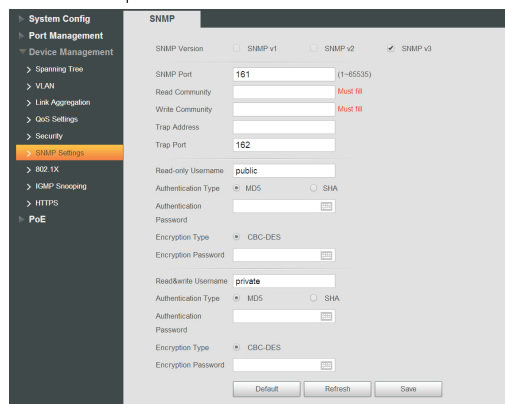 System Config
Port Management
Device Management
Spanning Tree
VLAN
Link Aggregation
QoS Settings
Security
SNMP Settings
802.1X
IGMP Snooping
HTTPS
PoE
SNMP
SNMP Version SNMP v1 SNMP v2 SNMP v3
SNMP Port 161 (1~65535)
Read Community Must fill
Write Community Must fill
Trap Address
Trap Port 162
Read-only Username public
Authentication Type MD5 SHA
Authentication
Password
Encryption Type CBC-DES
Encryption Password
Read&write Username private
Authentication Type MD5 SHA
Authentication
Password
Encryption Type CBC-DES
Encryption Password
Default Refresh Save